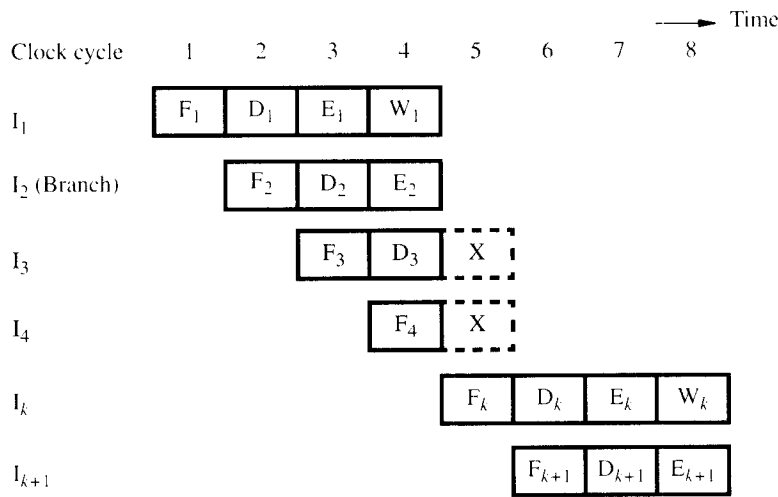 Time
Clock cycle 1 2 3 4 5 6 7 8
I₁ F₁ D₁ E₁ W₁
I₂ (Branch) F₂ D₂ E₂
I₃ F₃ D₃ X
I₄ F₄ X
Iₖ Fₖ Dₖ Eₖ Wₖ
Iₖ₊₁ Fₖ₊₁ Dₖ₊₁ Eₖ₊₁